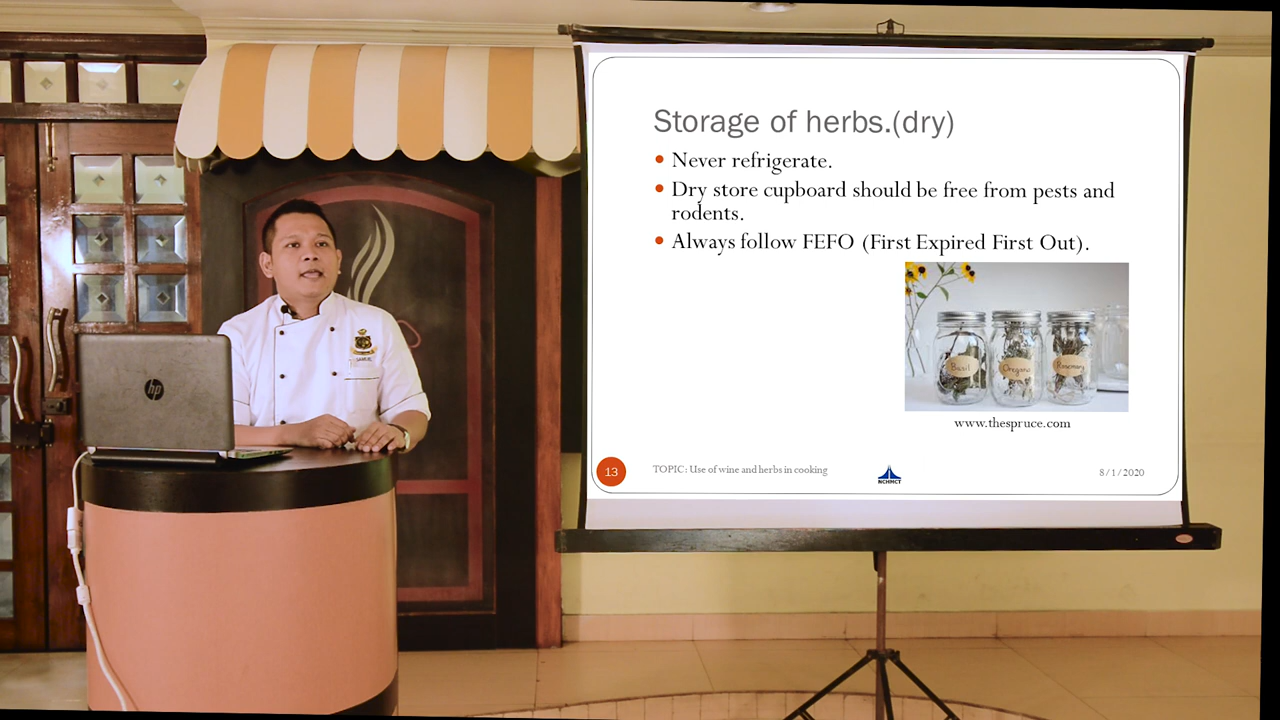 Storage of herbs.(dry)
• Never refrigerate.
• Dry store cupboard should be free from pests and
rodents.
• Always follow FEFO (First Expired First Out).
Basil
Oregano
Rosemary
www.thespruce.com
13
TOPIC: Use of wine and herbs in cooking
NCHMCT
8/1/2020
hp
SAMUEL